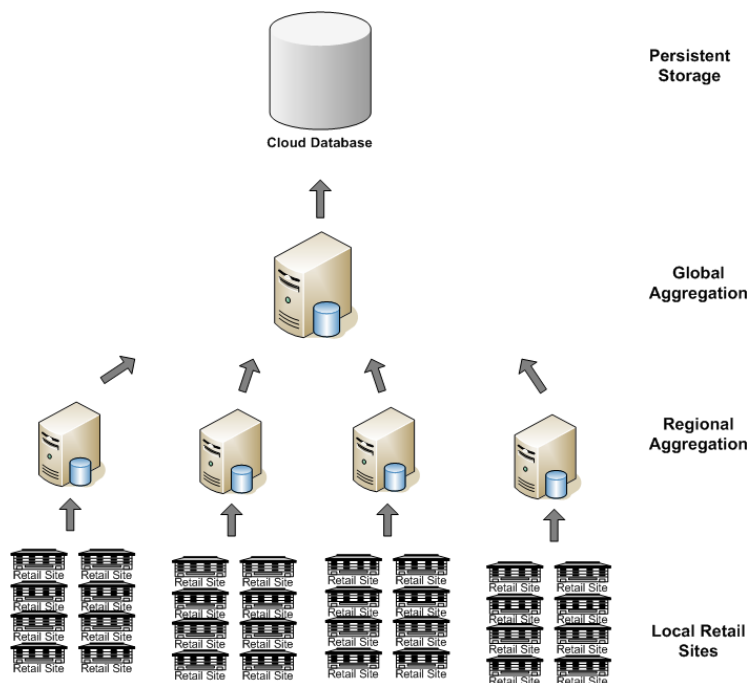 Persistent
Storage
Cloud Database
Global
Aggregation
Regional
Aggregation
Retail Site Retail Site Retail Site Retail Site Retail Site Retail Site Retail Site Retail Site
Retail Site Retail Site Retail Site Retail Site Retail Site Retail Site Retail Site Retail Site
Retail Site Retail Site Retail Site Retail Site Retail Site Retail Site Retail Site Retail Site
Retail Site Retail Site Retail Site Retail Site Retail Site Retail Site Retail Site Retail Site
Local Retail
Sites